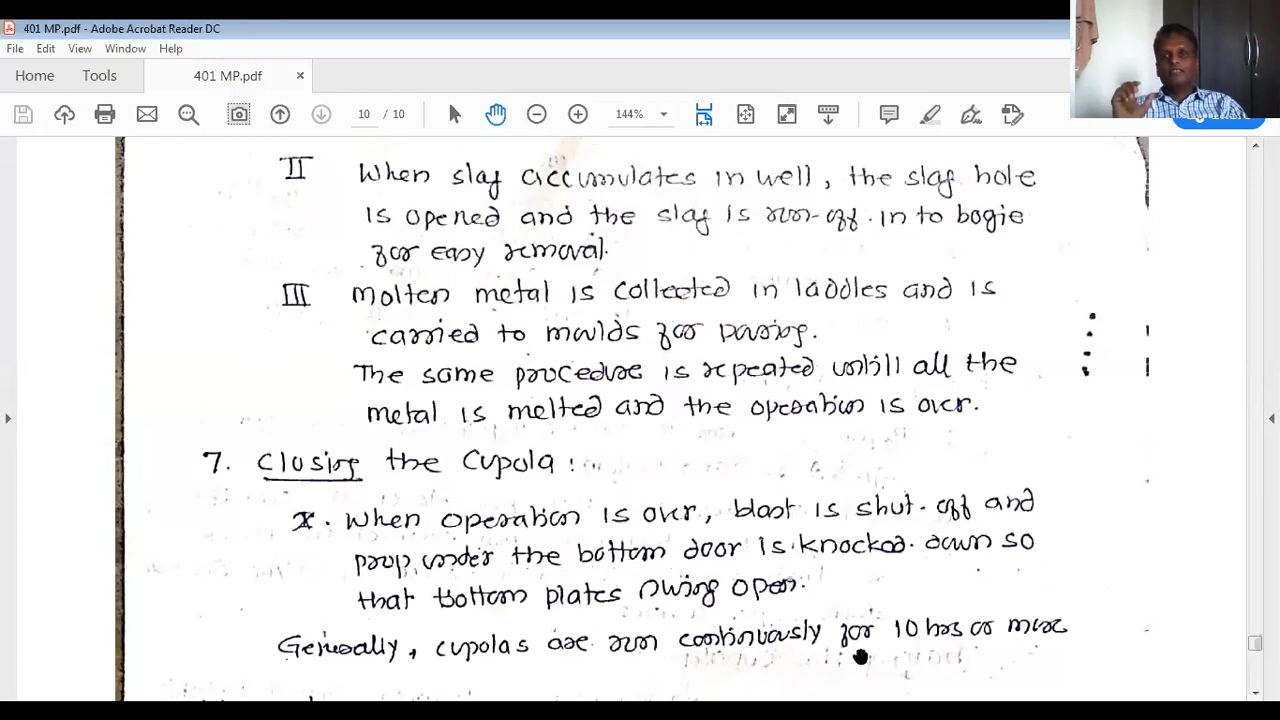 401 MP.pdf - Adobe Acrobat Reader DC
File Edit View Window Help
Home Tools 401 MP.pdf ×
10 / 10 144%
II When slag accumulates in well, the slag hole
is opened and the slag is run-off. in to bogie
for easy removal.
III Molten metal is collected in laddles and is
carried to moulds for pouring.
The same procedure is repeated untill all the
metal is melted and the operation is over.
7. Closing the Cupola :
I. When operation is over, blast is shut-off and
prop, under the bottom door is knocked down so
that bottom plates swing open.
Generally, cupolas are run continuously for 10 hrs or more